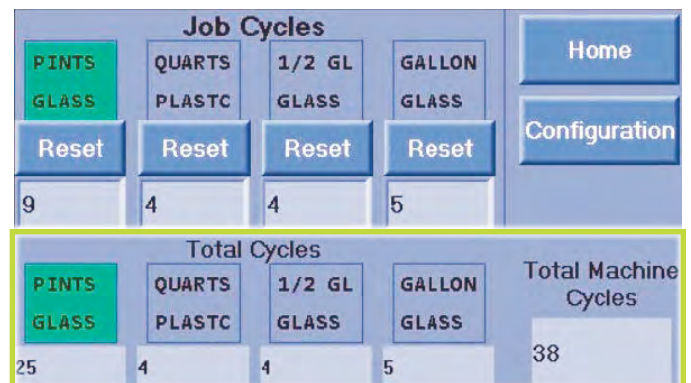 Job Cycles
PINTS QUARTS 1/2 GL GALLON
GLASS PLASTC GLASS GLASS
Reset Reset Reset Reset
9 4 4 5
Home
Configuration
Total Cycles
PINTS QUARTS 1/2 GL GALLON
GLASS PLASTC GLASS GLASS
25 4 4 5
Total Machine
Cycles
38